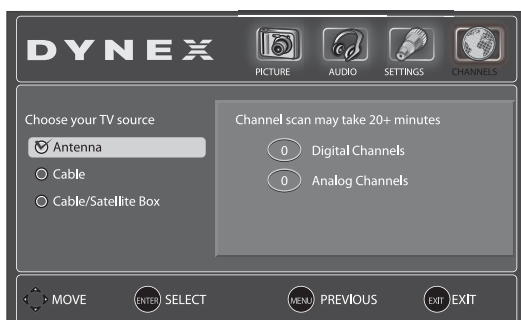 DYNEX
PICTURE AUDIO SETTINGS CHANNELS
Choose your TV source
Antenna
Cable
Cable/Satellite Box
Channel scan may take 20+ minutes
0 Digital Channels
0 Analog Channels
MOVE ENTER SELECT MENU PREVIOUS EXIT EXIT